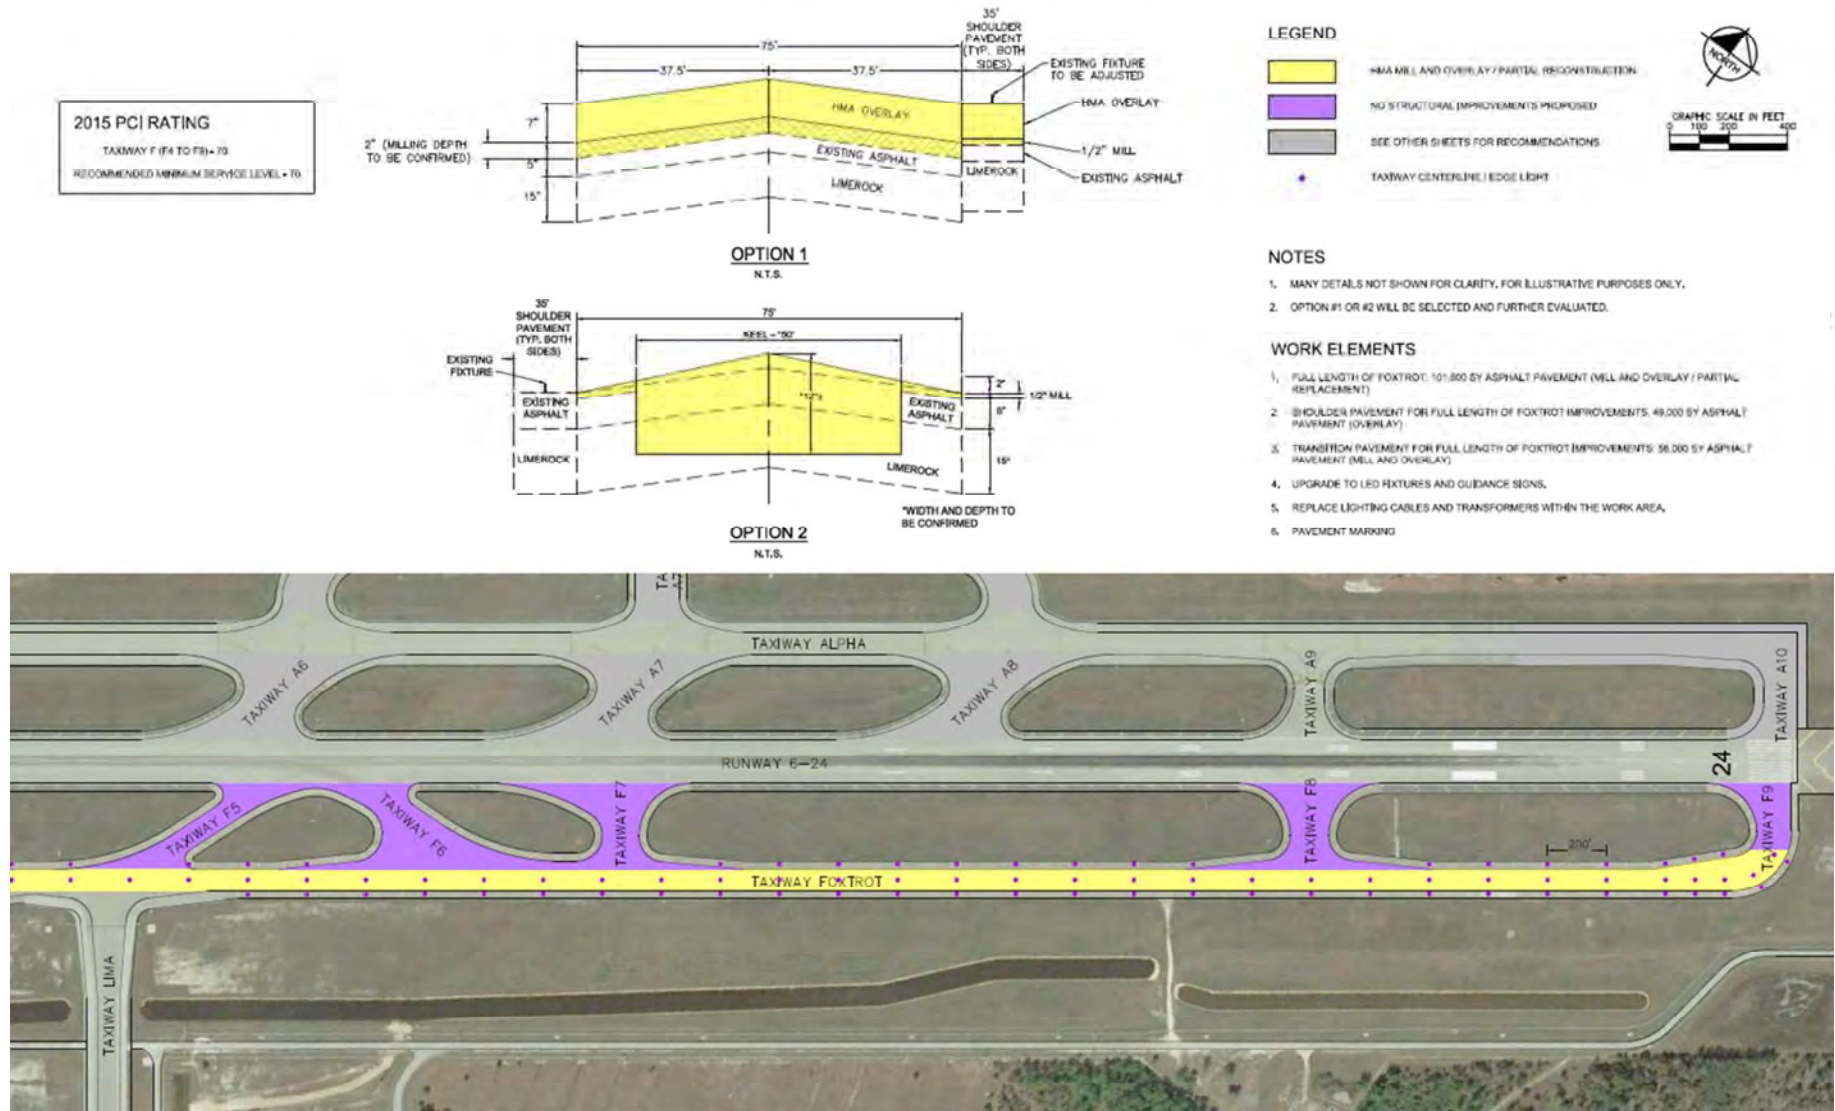 2015 PCI RATING
TAXIWAY F (F4 TO F9) = 70
RECOMMENDED MINIMUM SERVICE LEVEL = 70
75'
37.5'
37.5'
35'
SHOULDER
PAVEMENT
(TYP. BOTH
SIDES)
EXISTING FIXTURE
TO BE ADJUSTED
HMA OVERLAY
HMA OVERLAY
7"
2" (MILLING DEPTH
TO BE CONFIRMED)
5"
15"
EXISTING ASPHALT
LIMEROCK
LIMEROCK
1/2" MILL
EXISTING ASPHALT
OPTION 1
N.T.S.
35'
SHOULDER
PAVEMENT
(TYP. BOTH
SIDES)
75'
EXISTING
FIXTURE
EXISTING
ASPHALT
LIMEROCK
EXISTING
ASPHALT
LIMEROCK
2"
1/2" MILL
15"
*WIDTH AND DEPTH TO
BE CONFIRMED
OPTION 2
N.T.S.
LEGEND
HMA MILL AND OVERLAY / PARTIAL RECONSTRUCTION
NO STRUCTURAL IMPROVEMENTS PROPOSED
SEE OTHER SHEETS FOR RECOMMENDATIONS
TAXIWAY CENTERLINE / EDGE LIGHT
NORTH
GRAPHIC SCALE IN FEET
0 100 200 400
NOTES
1. MANY DETAILS NOT SHOWN FOR CLARITY. FOR ILLUSTRATIVE PURPOSES ONLY.
2. OPTION #1 OR #2 WILL BE SELECTED AND FURTHER EVALUATED.
WORK ELEMENTS
1. FULL LENGTH OF FOXTROT: 101,800 SY ASPHALT PAVEMENT (MILL AND OVERLAY / PARTIAL
REPLACEMENT)
2. SHOULDER PAVEMENT FOR FULL LENGTH OF FOXTROT IMPROVEMENTS: 49,000 SY ASPHALT
PAVEMENT (OVERLAY)
3. TRANSITION PAVEMENT FOR FULL LENGTH OF FOXTROT IMPROVEMENTS: 56,000 SY ASPHALT
PAVEMENT (MILL AND OVERLAY)
4. UPGRADE TO LED FIXTURES AND GUIDANCE SIGNS.
5. REPLACE LIGHTING CABLES AND TRANSFORMERS WITHIN THE WORK AREA.
6. PAVEMENT MARKING
TAXIWAY ALPHA
TAXIWAY A6
TAXIWAY A7
TAXIWAY A8
TAXIWAY A9
TAXIWAY A10
RUNWAY 6-24
24
TAXIWAY F5
TAXIWAY F6
TAXIWAY F7
TAXIWAY F8
TAXIWAY F9
200'
TAXIWAY FOXTROT
TAXIWAY LIMA